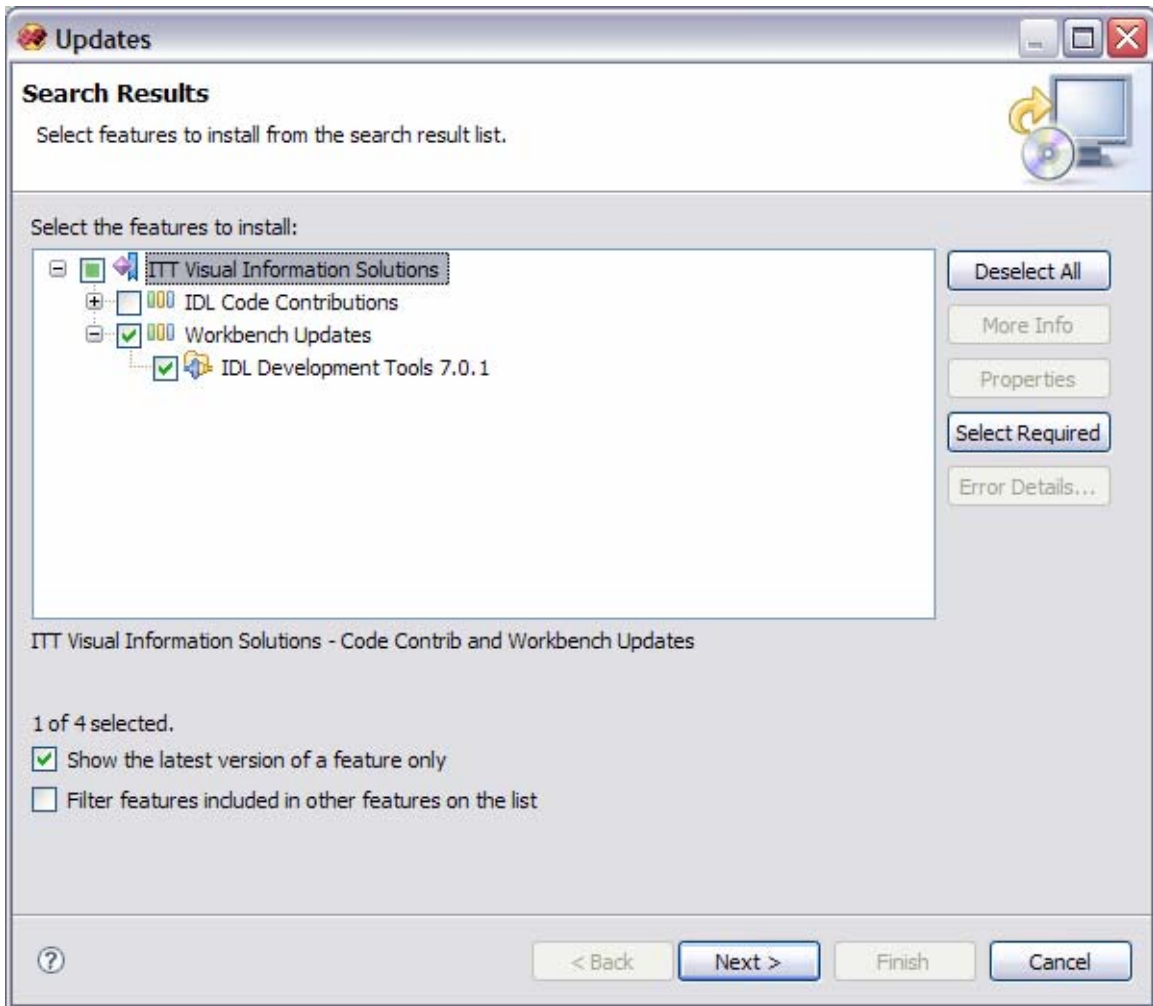 Updates
Search Results
Select features to install from the search result list.
Select the features to install:
ITT Visual Information Solutions
IDL Code Contributions
Workbench Updates
IDL Development Tools 7.0.1
Deselect All
More Info
Properties
Select Required
Error Details...
ITT Visual Information Solutions - Code Contrib and Workbench Updates
1 of 4 selected.
Show the latest version of a feature only
Filter features included in other features on the list
? < Back Next > Finish Cancel